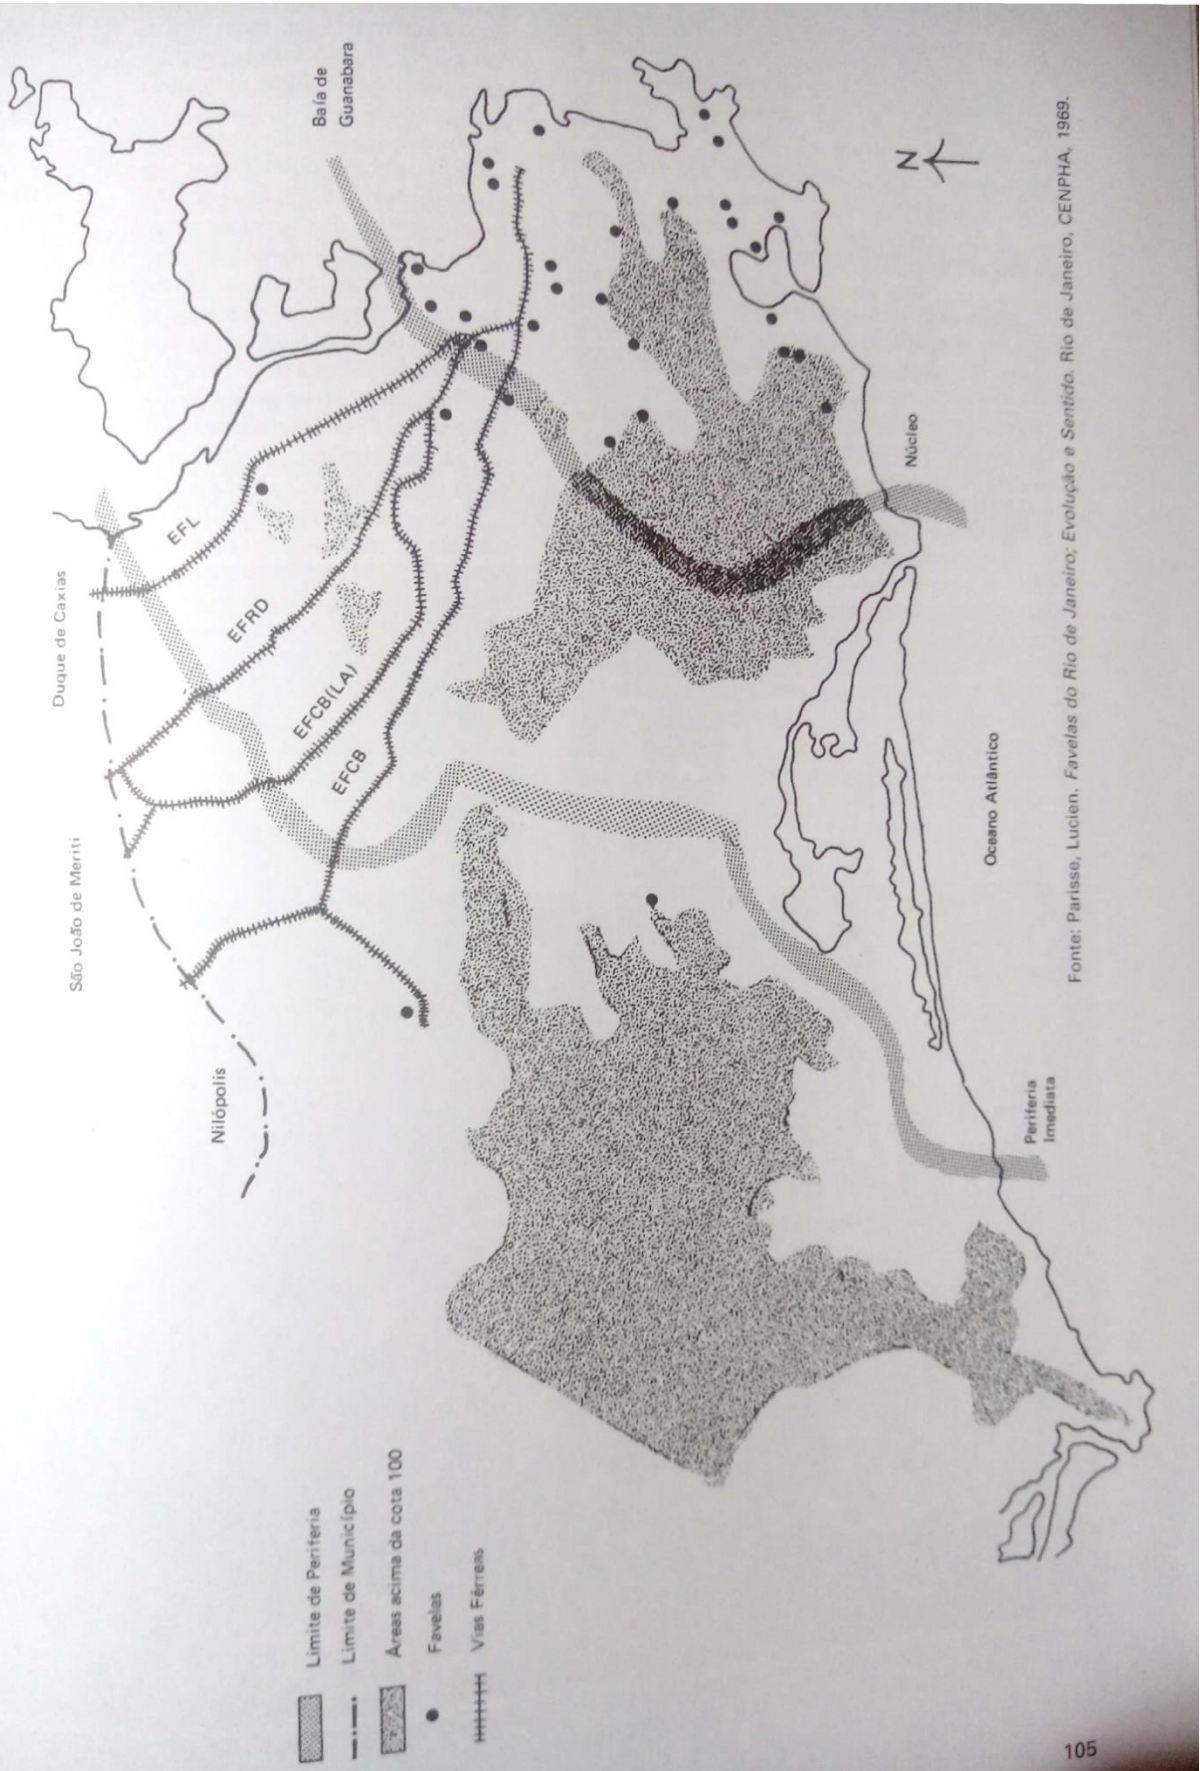 Duque de Caxias
São João de Meriti
Nilópolis
Baía de
Guanabara
EFL
EFRD
EFCB(LA)
EFCB
N
Núcleo
Oceano Atlântico
Periferia
Imediata
Limite de Periferia
Limite de Município
Áreas acima da cota 100
Favelas
Vias Férreas
Fonte: Parisse, Lucien. Favelas do Rio de Janeiro; Evolução e Sentido. Rio de Janeiro, CENPHA, 1969.
105